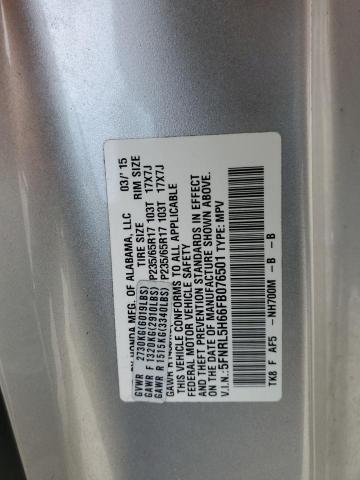 HONDA MFG. OF ALABAMA, LLC 03/ 15
TIRE SIZE RIM SIZE
GVWR 2730KG(6019LBS)
GAWR F 1320KG(2910LBS) P235/65R17 103T 17X7J
GAWR R 1515KG(3340LBS) P235/65R17 103T 17X7J
THIS VEHICLE CONFORMS TO ALL APPLICABLE
FEDERAL MOTOR VEHICLE SAFETY
AND THEFT PREVENTION STANDARDS IN EFFECT
ON THE DATE OF MANUFACTURE SHOWN ABOVE.
V.I.N.: 5FNRL5H66FB076501 TYPE: MPV
TK8 F AF5 -NH700M - B - B